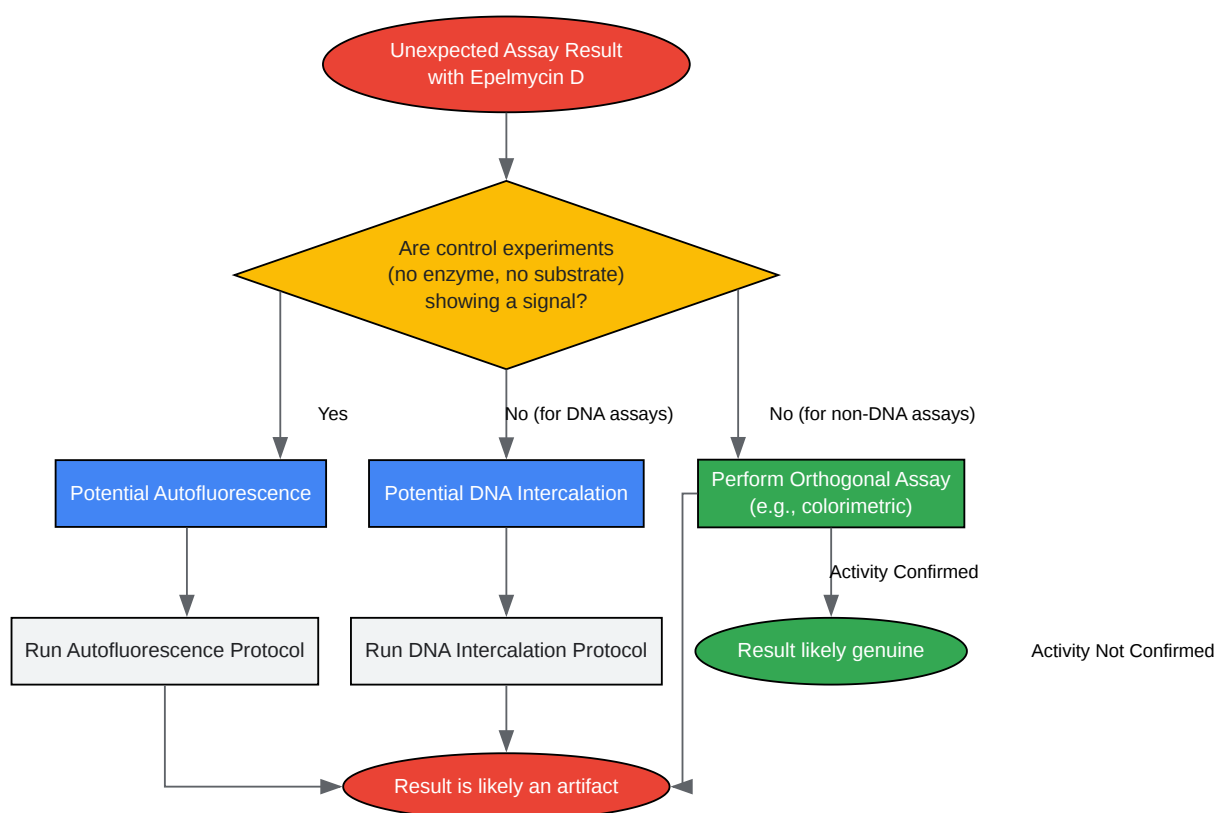 Unexpected Assay Result
with Epelmycin D
Are control experiments
(no enzyme, no substrate)
showing a signal?
Yes
No (for DNA assays)
No (for non-DNA assays)
Potential Autofluorescence
Potential DNA Intercalation
Perform Orthogonal Assay
(e.g., colorimetric)
Activity Confirmed
Run Autofluorescence Protocol
Run DNA Intercalation Protocol
Result likely genuine
Activity Not Confirmed
Result is likely an artifact